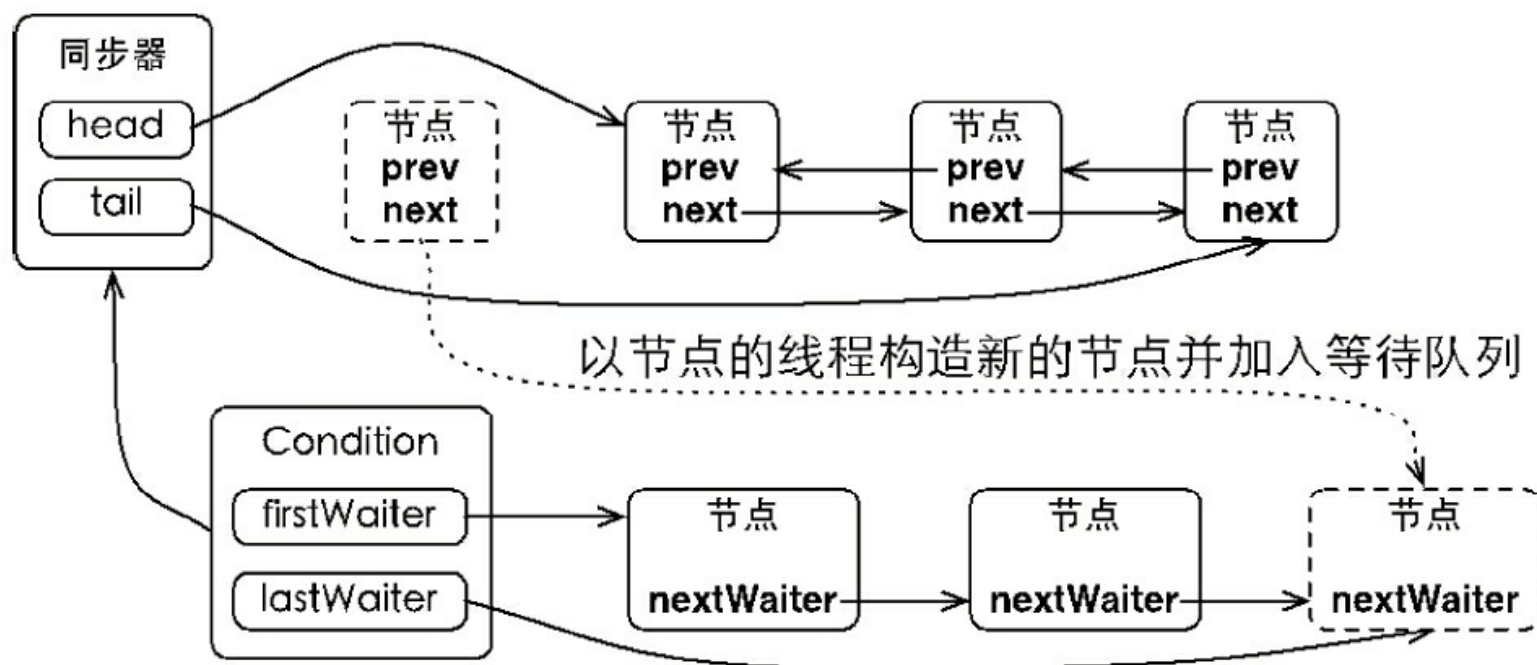 同步器
head
tail
节点
prev
next
节点
prev
next
节点
prev
next
节点
prev
next
以节点的线程构造新的节点并加入等待队列
Condition
firstWaiter
lastWaiter
节点
nextWaiter
节点
nextWaiter
节点
nextWaiter